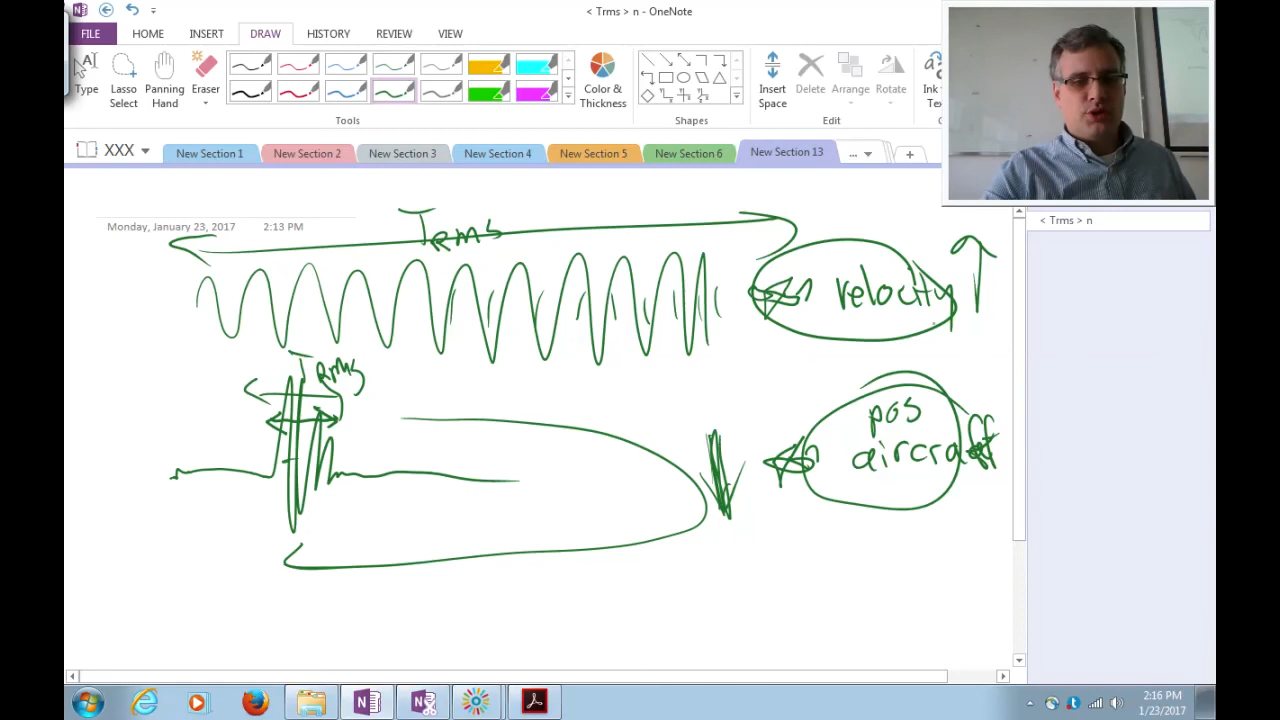 < Trms > n - OneNote
FILE HOME INSERT DRAW HISTORY REVIEW VIEW
Type
Lasso Select
Panning Hand
Eraser
Color & Thickness
Insert Space
Delete
Arrange
Rotate
Ink to Tex
Tools
Shapes
Edit
XXX
New Section 1
New Section 2
New Section 3
New Section 4
New Section 5
New Section 6
New Section 13
...
Monday, January 23, 2017 2:13 PM
< Trms > n
TRMS
velocity
TRMS
pos
aircraft
2:16 PM
1/23/2017